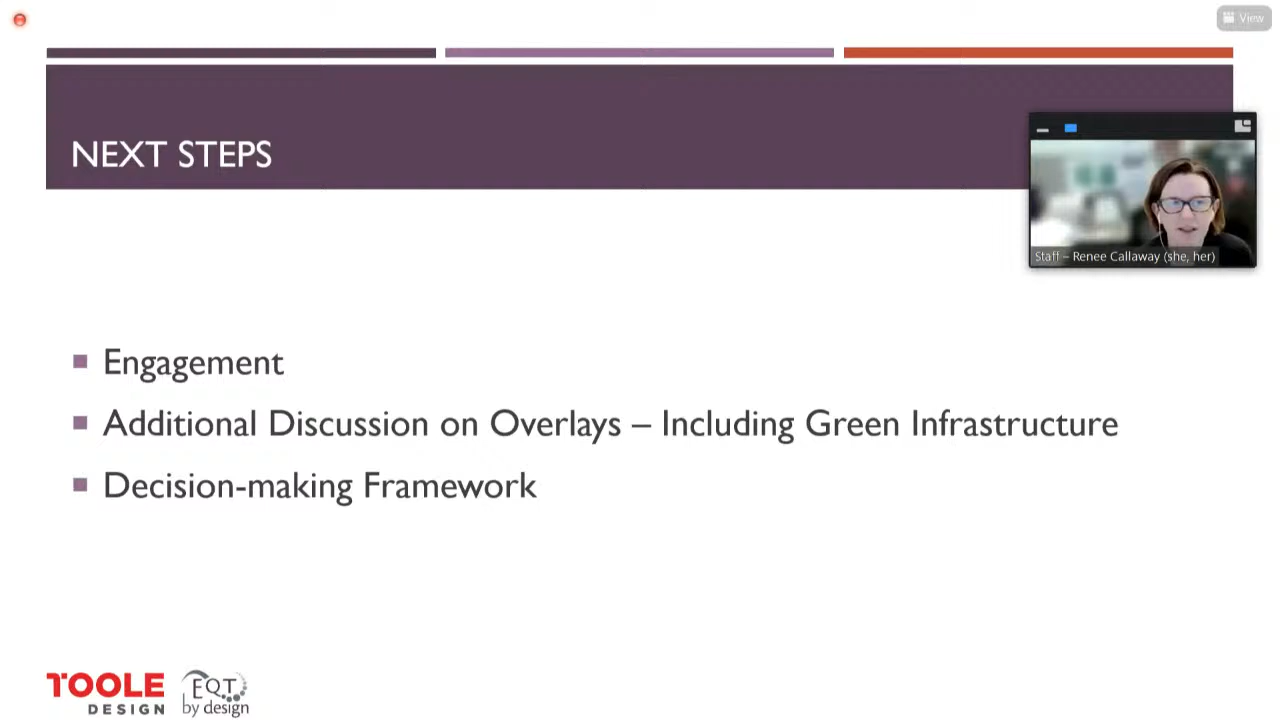 View
NEXT STEPS
Staff – Renee Callaway (she, her)
Engagement
Additional Discussion on Overlays – Including Green Infrastructure
Decision-making Framework
TOOLE
DESIGN
EQT
by design